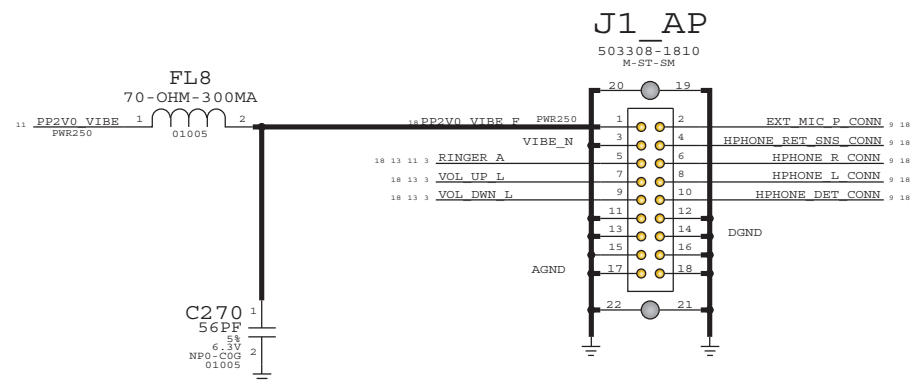 J1_AP
503308-1810
M-ST-SM
FL8
70-OHM-300MA
20 19
11 PP2V0_VIBE 1 2 18 PP2V0_VIBE_F PWR250 1 2 EXT_MIC_P_CONN 9 18
PWR250 01005
VIBE_N 3 4 HPHONE_RET_SNS_CONN 9 18
18 13 11 3 RINGER_A 5 6 HPHONE_R_CONN 9 18
18 13 3 VOL_UP_L 7 8 HPHONE_L_CONN 9 18
18 13 3 VOL_DWN_L 9 10 HPHONE_DET_CONN 9 18
11 12
13 14 DGND
15 16
AGND 17 18
22 21
C270 1
56PF
5%
6.3V
NP0-C0G 2
01005